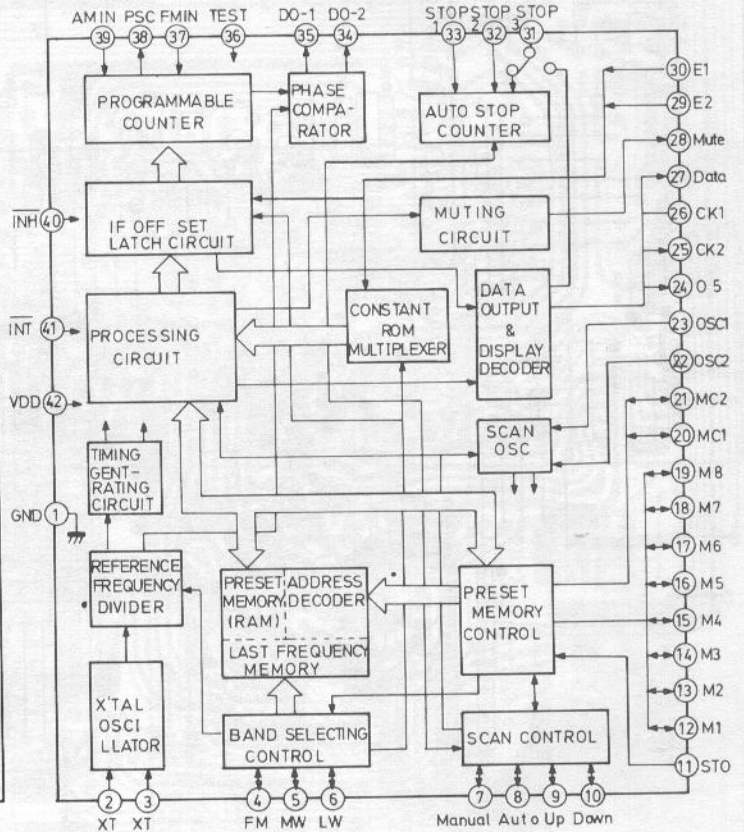 AM IN PSC FMIN TEST DO-1 DO-2 STOP STOP STOP
1 2 3
39 38 37 36 35 34 33 32 31
PROGRAMMABLE
COUNTER
PHASE
COMPA-
RATOR
AUTO STOP
COUNTER
30 E1
29 E2
28 Mute
27 Data
26 CK1
25 CK2
24 O 5
23 OSC1
22 OSC2
21 MC2
20 MC1
19 M8
18 M7
17 M6
16 M5
15 M4
14 M3
13 M2
12 M1
11 STO
INH 40
IF OFF SET
LATCH CIRCUIT
MUTING
CIRCUIT
INT 41
PROCESSING
CIRCUIT
CONSTANT
ROM
MULTIPLEXER
DATA
OUTPUT
&
DISPLAY
DECODER
VDD 42
SCAN
OSC
TIMING
GENT-
RATING
CIRCUIT
GND 1
REFERENCE
FREQUENCY
DIVIDER
PRESET
MEMORY
(RAM)
ADDRESS
DECODER
LAST FREQUENCY
MEMORY
PRESET
MEMORY
CONTROL
X'TAL
OSCI
LLATOR
BAND SELECTING
CONTROL
SCAN CONTROL
2 3 4 5 6 7 8 9 10
XT XT FM MW LW Manual Auto Up Down